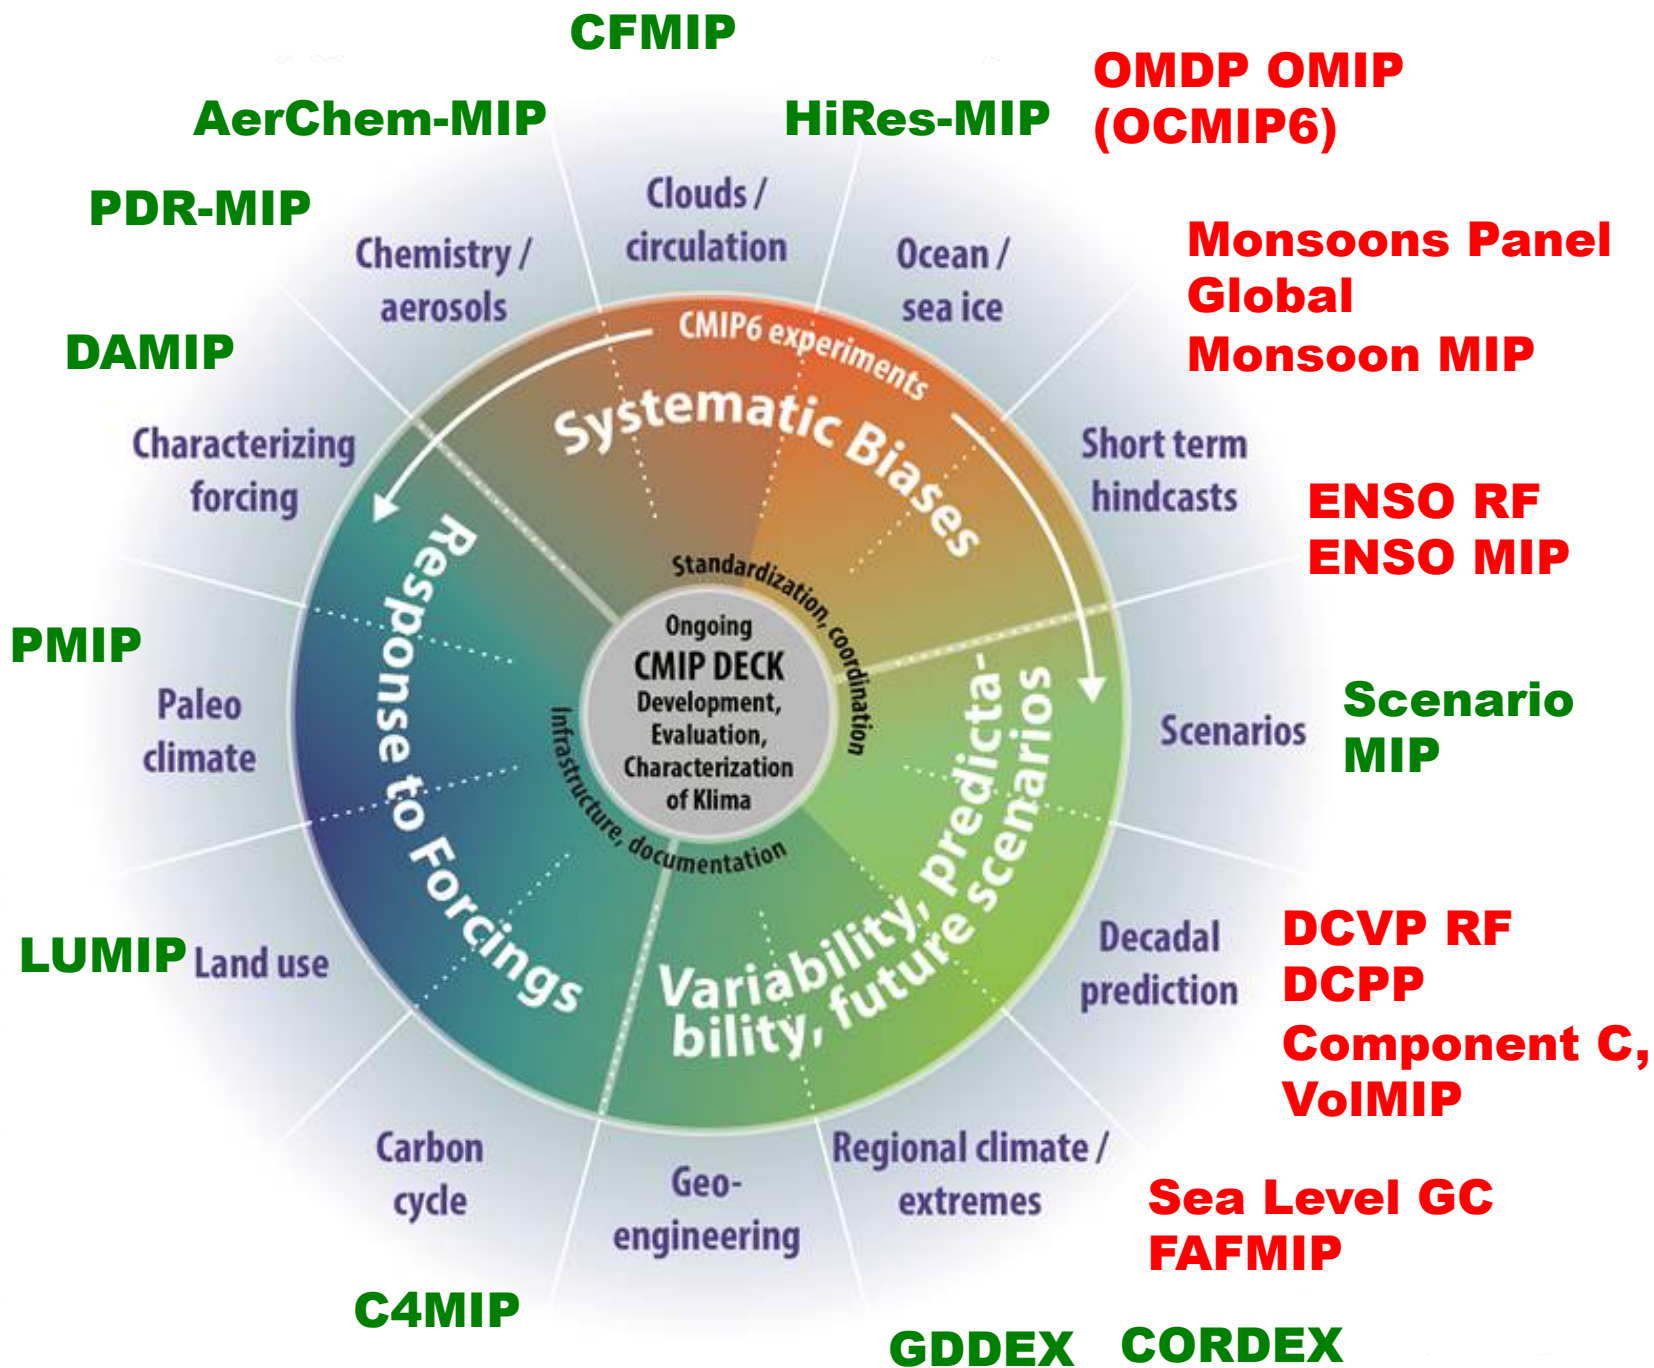 CFMIP
AerChem-MIP
HiRes-MIP
OMDP OMIP
(OCMIP6)
PDR-MIP
Clouds /
circulation
Chemistry /
aerosols
Ocean /
sea ice
Monsoons Panel
Global
Monsoon MIP
DAMIP
CMIP6 experiments
Systematic Biases
Characterizing
forcing
Short term
hindcasts
ENSO RF
ENSO MIP
Response to Forcings
Standardization, coordination
Ongoing
CMIP DECK
Development,
Evaluation,
Characterization
of Klima
Infrastructure, documentation
PMIP
Paleo
climate
Scenarios
Scenario
MIP
Variability, predicta-
bility, future scenarios
LUMIP
Land use
Decadal
prediction
DCVP RF
DCPP
Component C,
VolMIP
Carbon
cycle
Geo-
engineering
Regional climate /
extremes
Sea Level GC
FAFMIP
C4MIP
GDDEX
CORDEX